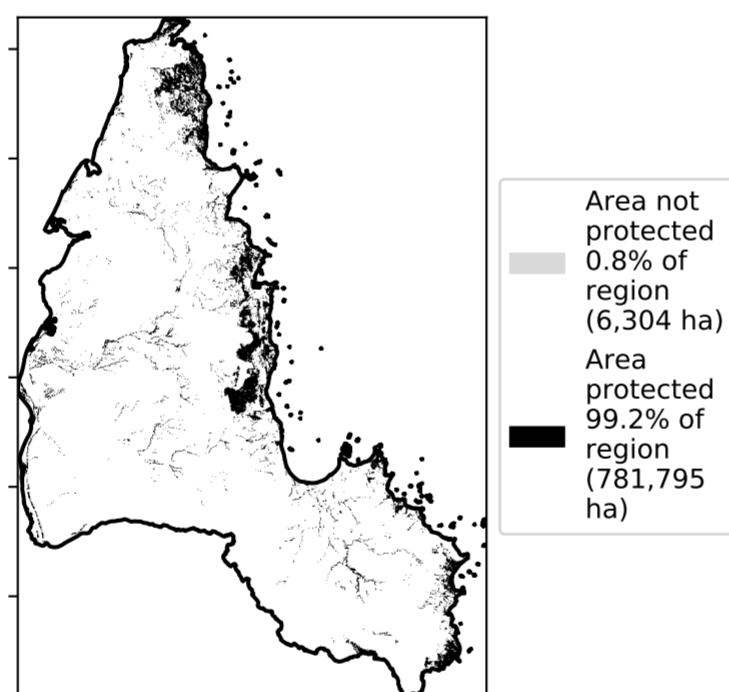 Area not
protected
0.8% of
region
(6,304 ha)
Area
protected
99.2% of
region
(781,795
ha)